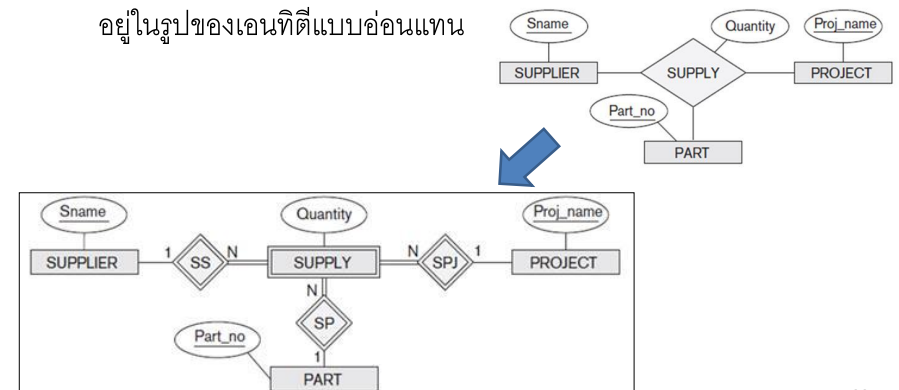 อยู่ในรูปของเอนทิตีแบบอ่อนแทน
Sname
Quantity
Proj_name
SUPPLIER
SUPPLY
PROJECT
Part_no
PART
Sname
Quantity
Proj_name
SUPPLIER
1
SS
N
SUPPLY
N
SPJ
1
PROJECT
N
SP
Part_no
1
PART